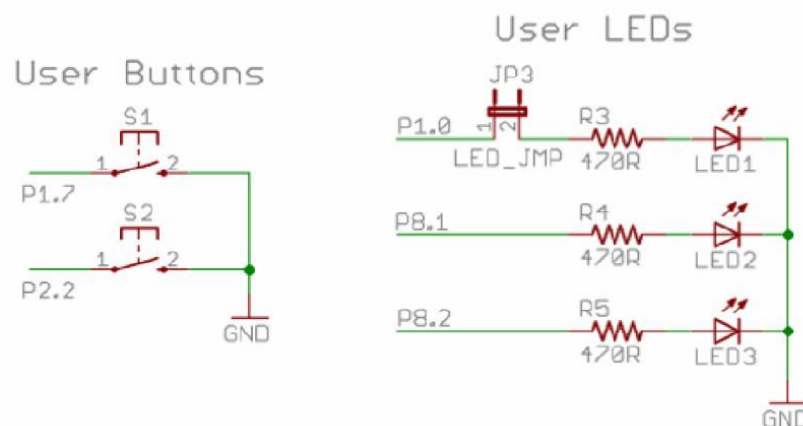 User Buttons
S1
1 2
P1.7
S2
1 2
P2.2
GND
User LEDs
JP3
P1.0
1 2
LED_JMP
R3
470R
LED1
P8.1
R4
470R
LED2
P8.2
R5
470R
LED3
GND